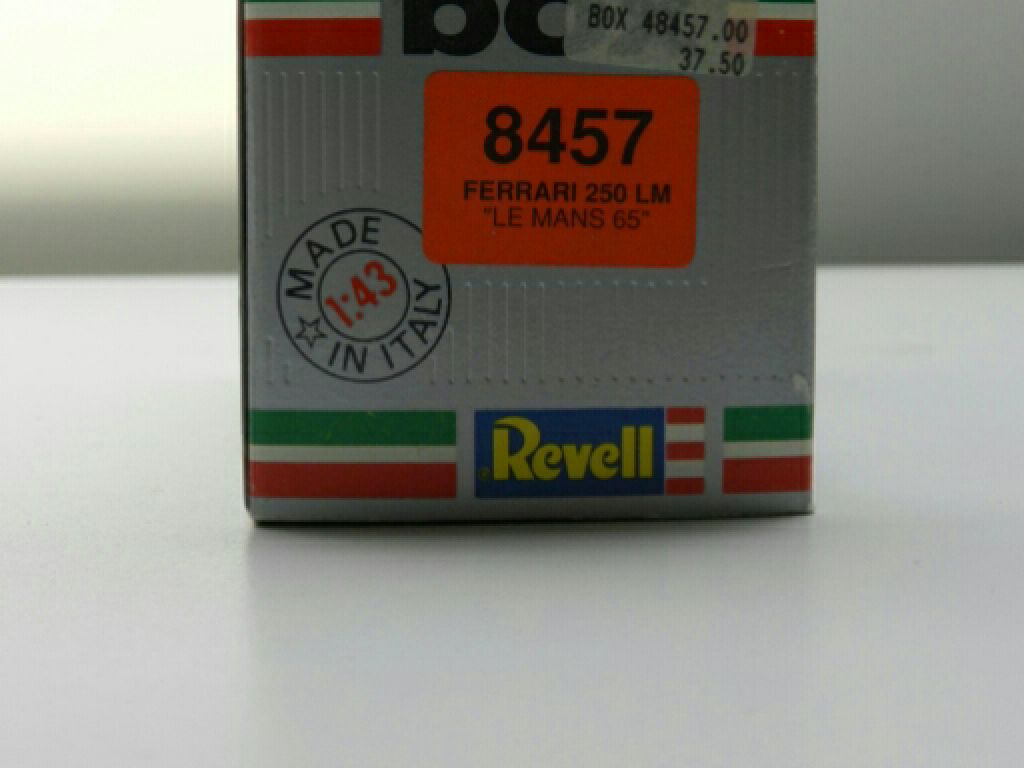 BOX 48457.00
37.50
8457
FERRARI 250 LM
"LE MANS 65"
MADE IN ITALY
1:43
Revell